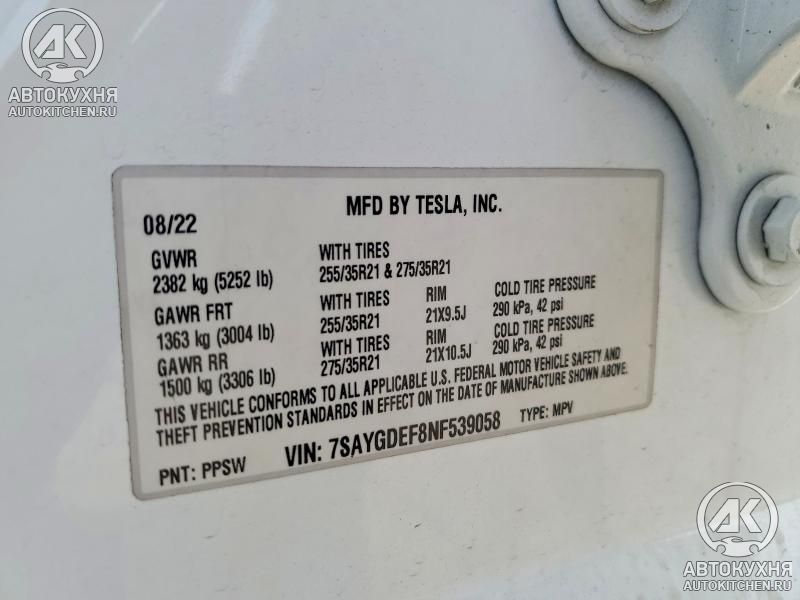 AK
АВТОКУХНЯ
AUTOKITCHEN.RU
08/22
MFD BY TESLA, INC.
GVWR
2382 kg (5252 lb)
WITH TIRES
255/35R21 & 275/35R21
GAWR FRT
1363 kg (3004 lb)
WITH TIRES
255/35R21
RIM
21X9.5J
COLD TIRE PRESSURE
290 kPa, 42 psi
GAWR RR
1500 kg (3306 lb)
WITH TIRES
275/35R21
RIM
21X10.5J
COLD TIRE PRESSURE
290 kPa, 42 psi
THIS VEHICLE CONFORMS TO ALL APPLICABLE U.S. FEDERAL MOTOR VEHICLE SAFETY AND
THEFT PREVENTION STANDARDS IN EFFECT ON THE DATE OF MANUFACTURE SHOWN ABOVE.
PNT: PPSW VIN: 7SAYGDEF8NF539058 TYPE: MPV
AK
АВТОКУХНЯ
AUTOKITCHEN.RU